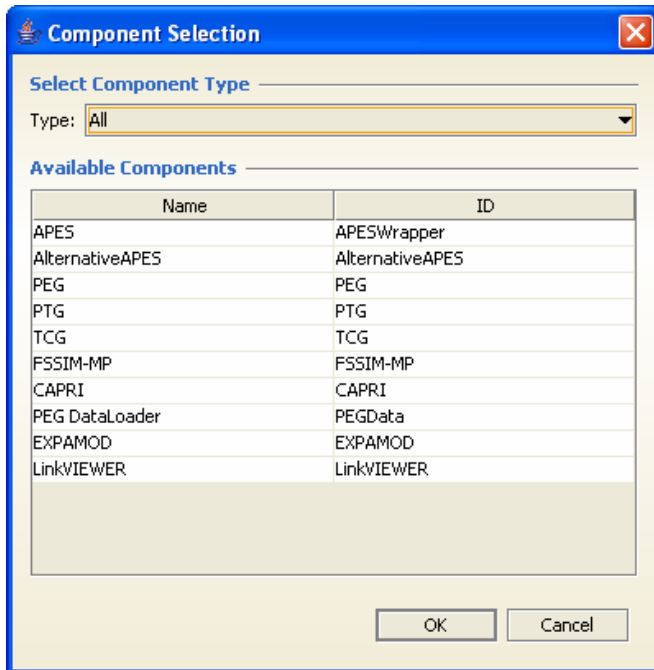 Component Selection
Select Component Type
Type: All
Available Components
Name ID
APES APESWrapper
AlternativeAPES AlternativeAPES
PEG PEG
PTG PTG
TCG TCG
FSSIM-MP FSSIM-MP
CAPRI CAPRI
PEG DataLoader PEGData
EXPAMOD EXPAMOD
LinkVIEWER LinkVIEWER
OK Cancel